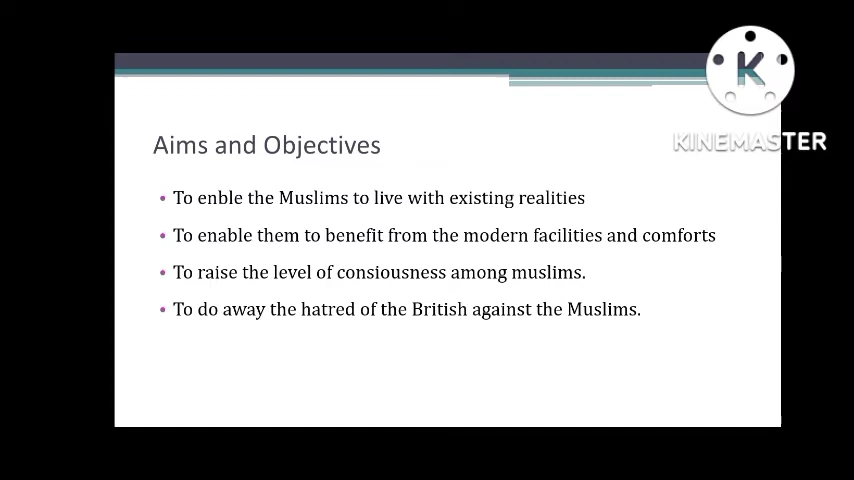 K
KINEMASTER
Aims and Objectives
• To enble the Muslims to live with existing realities
• To enable them to benefit from the modern facilities and comforts
• To raise the level of consiousness among muslims.
• To do away the hatred of the British against the Muslims.